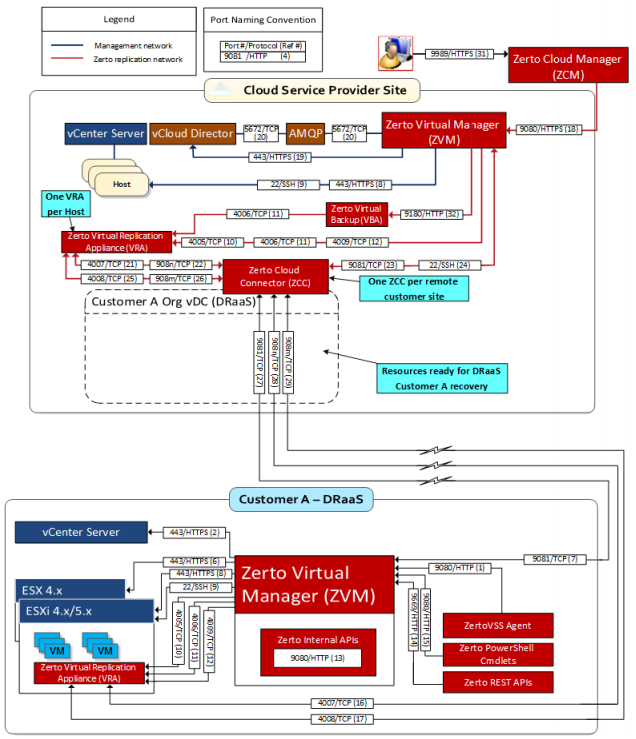 Legend
Management network
Zerto replication network
Port Naming Convention
Port#/Protocol (Ref #)
9081 /HTTP (4)
9989/HTTPS (31)
Zerto Cloud Manager
(ZCM)
Cloud Service Provider Site
9080/HTTPS (18)
vCenter Server
vCloud Director
5672/TCP
(20)
AMQP
5672/TCP
(20)
Zerto Virtual Manager
(ZVM)
443/HTTPS (19)
Host
22/SSH (9)
443/HTTPS (8)
One VRA
per Host
4006/TCP (11)
Zerto Virtual
Backup (VBA)
9180/HTTP (32)
Zerto Virtual Replication
Appliance (VRA)
4005/TCP (10)
4006/TCP (11)
4009/TCP (12)
4007/TCP (21)
908n/TCP (22)
Zerto Cloud
Connector (ZCC)
9081/TCP (23)
22/SSH (24)
4008/TCP (25)
908m/TCP (26)
One ZCC per remote
customer site
Customer A Org vDC (DRaaS)
9081/TCP (27)
908n/TCP (28)
908m/TCP (29)
Resources ready for DRaaS
Customer A recovery
Customer A – DRaaS
vCenter Server
443/HTTPS (2)
9081/TCP (7)
443/HTTPS (6)
9080/HTTP (1)
443/HTTPS (8)
22/SSH (9)
ESX 4.x
ESXi 4.x/5.x
Zerto Virtual
Manager (ZVM)
4005/TCP (10)
4006/TCP (11)
4009/TCP (12)
9669/HTTP (14)
9080/HTTP (15)
ZertoVSS Agent
VM
VM
Zerto Internal APIs
9080/HTTP (13)
Zerto PowerShell
Cmdlets
Zerto Virtual Replication
Appliance (VRA)
Zerto REST APIs
4007/TCP (16)
4008/TCP (17)